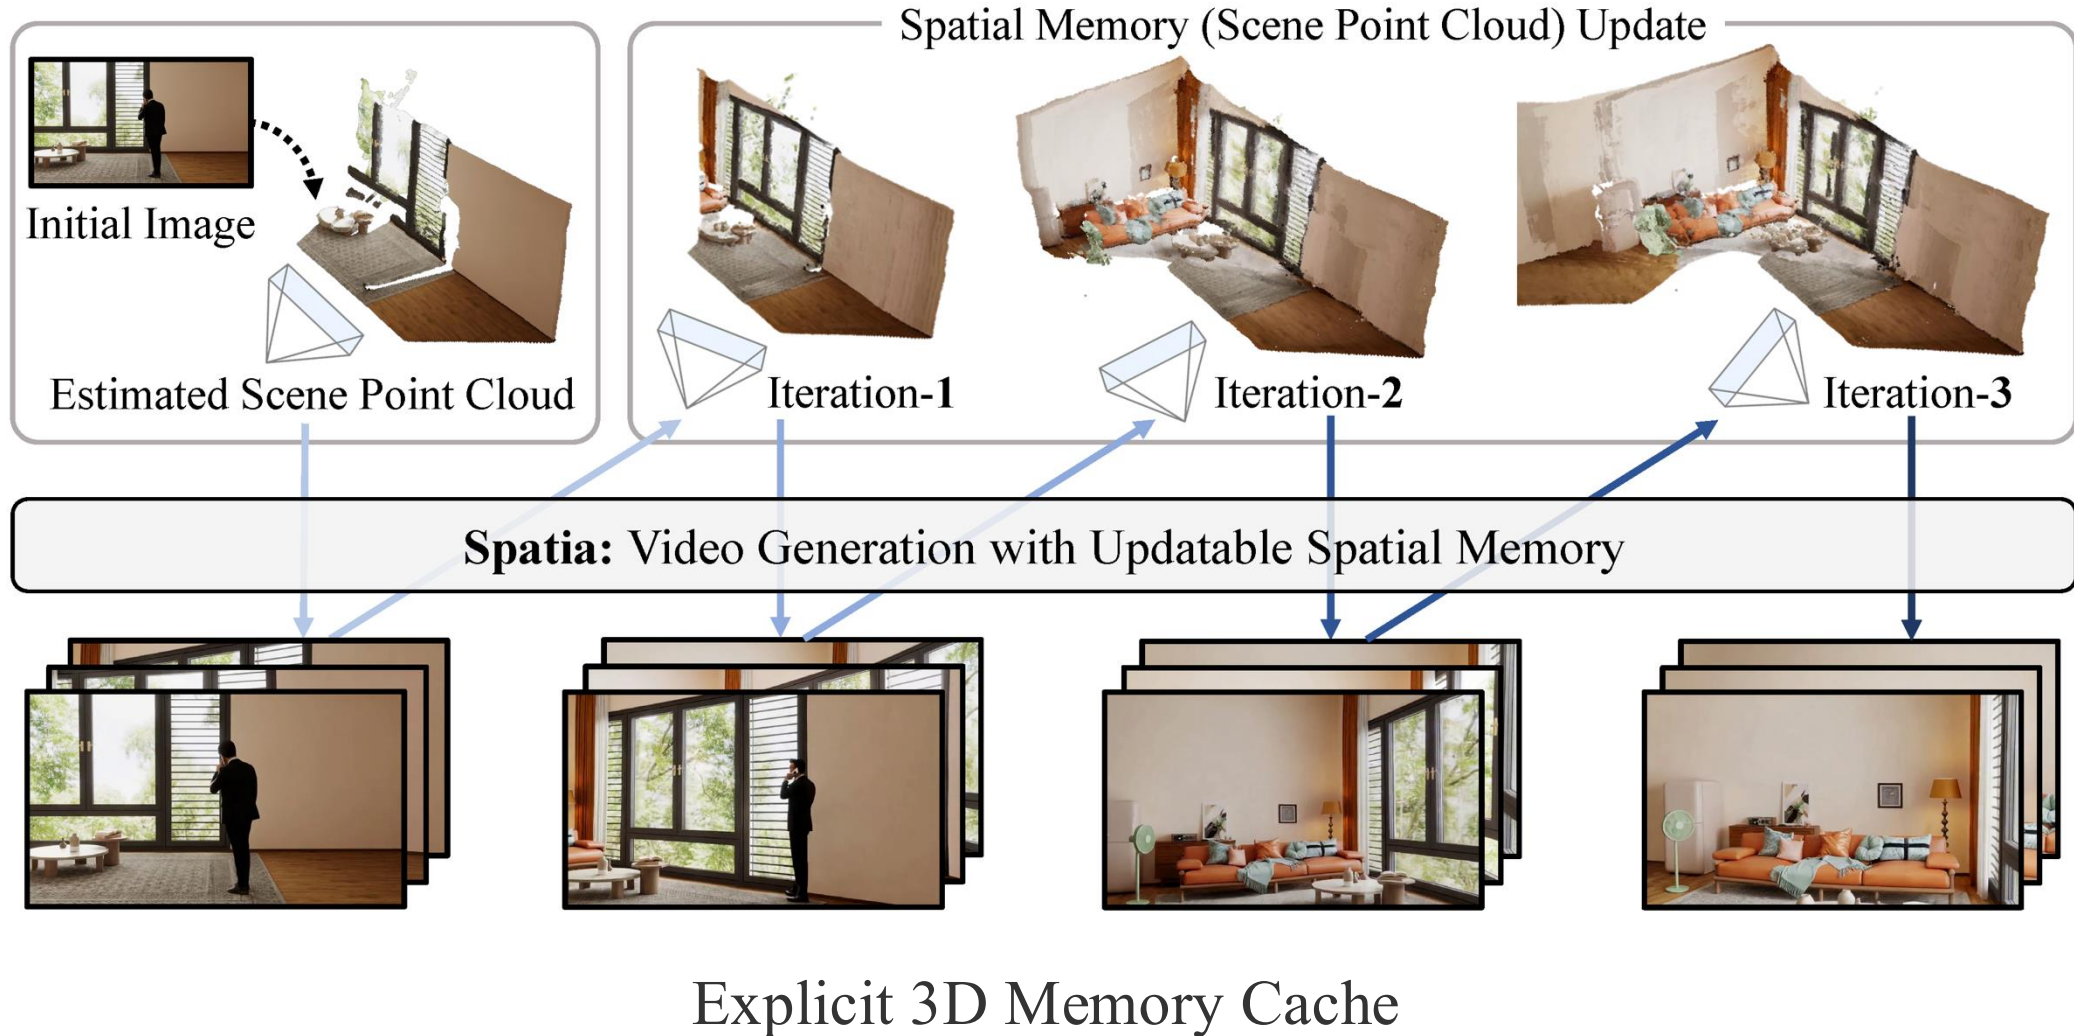 Spatial Memory (Scene Point Cloud) Update
Initial Image
Estimated Scene Point Cloud
Iteration-1
Iteration-2
Iteration-3
Spatia: Video Generation with Updatable Spatial Memory
Explicit 3D Memory Cache